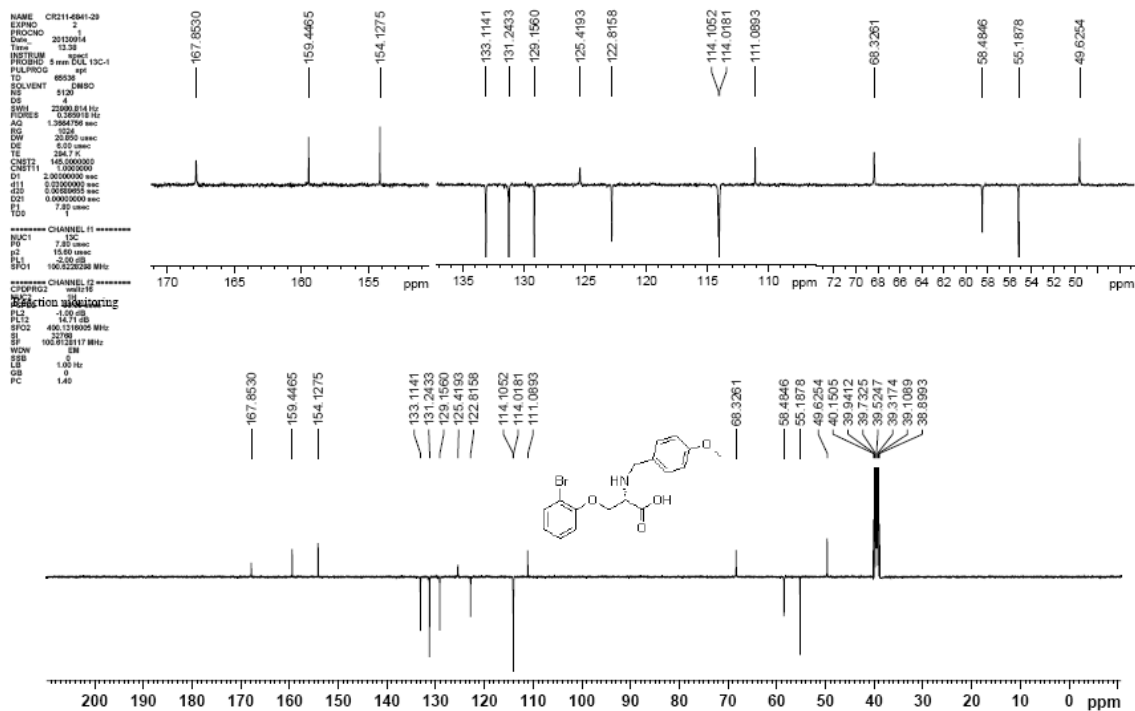 NAME CR211-6841-29
EXPNO 2
PROCNO 1
Date_ 20130914
Time 13.38
INSTRUM spect
PROBHD 5 mm DUL 13C-1
PULPROG apt
TD 65536
SOLVENT DMSO
NS 5120
DS 4
SWH Hz
FIDRES Hz
AQ sec
RG 1024
DW usec
DE 6.00 usec
TE 294.7 K
CNST2 145.0000000
CNST11 1.0000000
D1 2.00000000 sec
d11 0.03000000 sec
d20 sec
D21 0.00000000 sec
P1 7.80 usec
TD0 1
======== CHANNEL f1 ========
NUC1 13C
P0 7.80 usec
p2 15.60 usec
PL1 -2.00 dB
SFO1 MHz
======== CHANNEL f2 ========
CPDPRG2 waltz16
Reaction monitoring
PL2 -1.00 dB
PL12 14.71 dB
SFO2 400.1316005 MHz
SI 32768
SF 100.6128117 MHz
WDW EM
SSB 0
LB 1.00 Hz
GB 0
PC 1.40
167.8530 159.4465 154.1275 133.1141 131.2433 129.1560 125.4193 122.8158 114.1052 114.0181 111.0893 68.3261 58.4846 55.1878 49.6254
170 165 160 155 ppm 135 130 125 120 115 110 ppm 72 70 68 66 64 62 60 58 56 54 52 50 ppm
167.8530 159.4465 154.1275 133.1141 131.2433 129.1560 125.4193 122.8158 114.1052 114.0181 111.0893 68.3261 58.4846 55.1878 49.6254 40.1505 39.9412 39.7325 39.5247 39.3174 39.1089 38.8993
O
Br HN
O OH
O
200 190 180 170 160 150 140 130 120 110 100 90 80 70 60 50 40 30 20 10 0 ppm